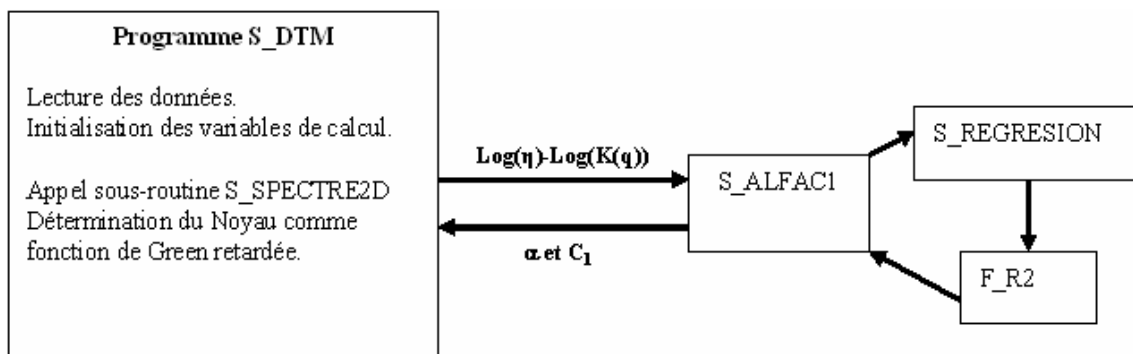 Programme S_DTM
Lecture des données.
Initialisation des variables de calcul.
Appel sous-routine S_SPECTRE2D
Détermination du Noyau comme
fonction de Green retardée.
Log(η)-Log(K(q))
α et C1
S_ALFAC1
S_REGRESION
F_R2